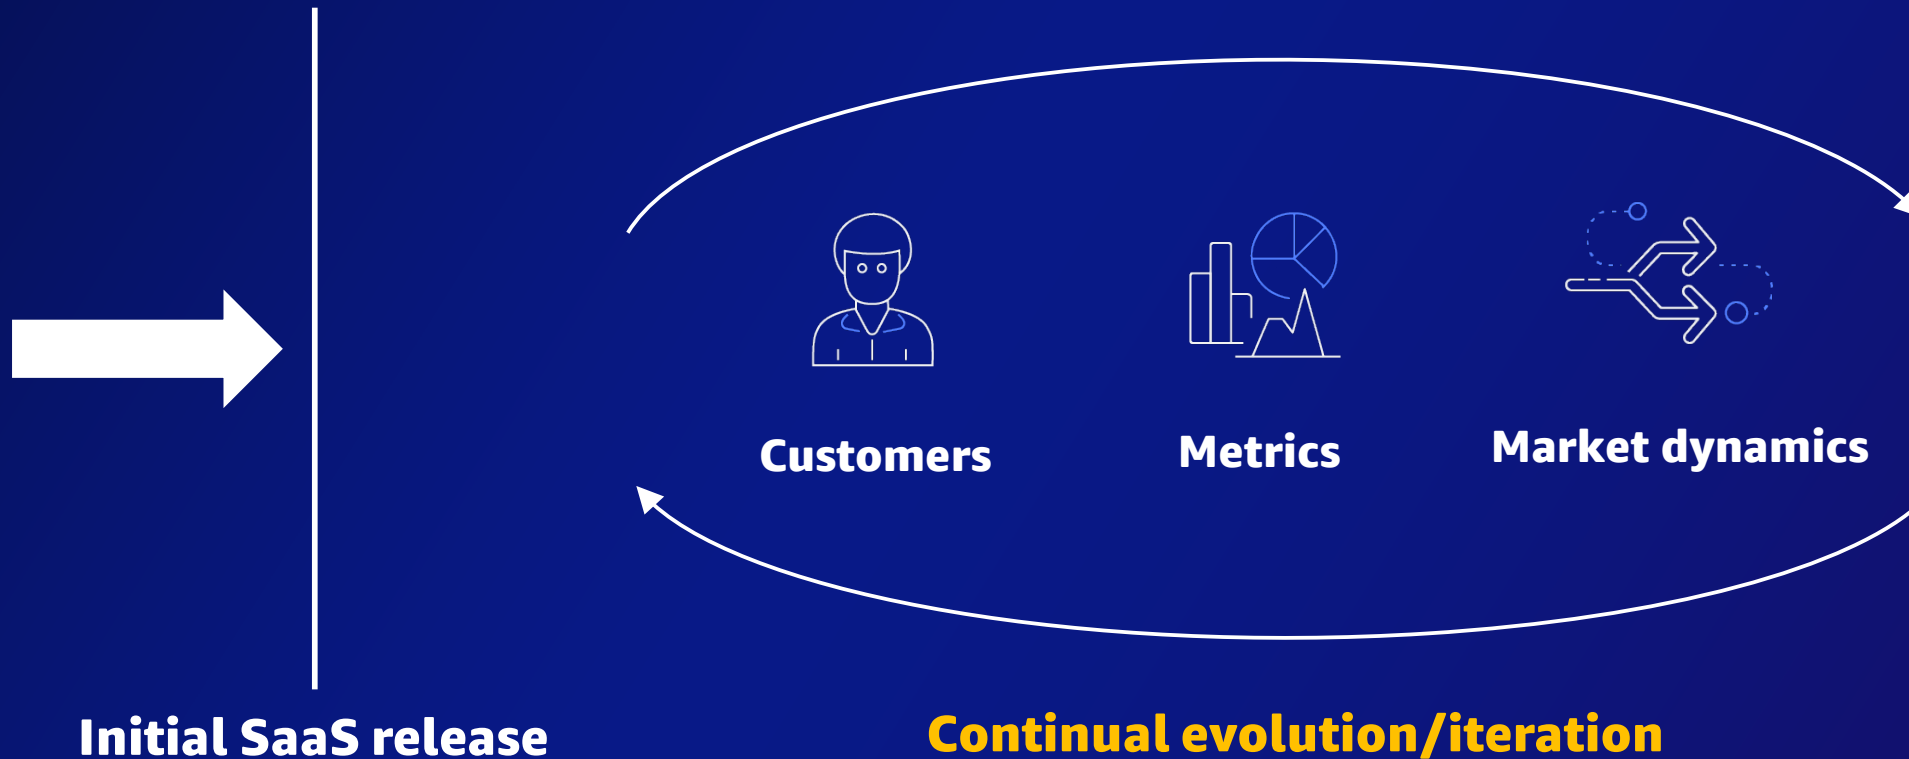 Customers
Metrics
Market dynamics
Initial SaaS release
Continual evolution/iteration